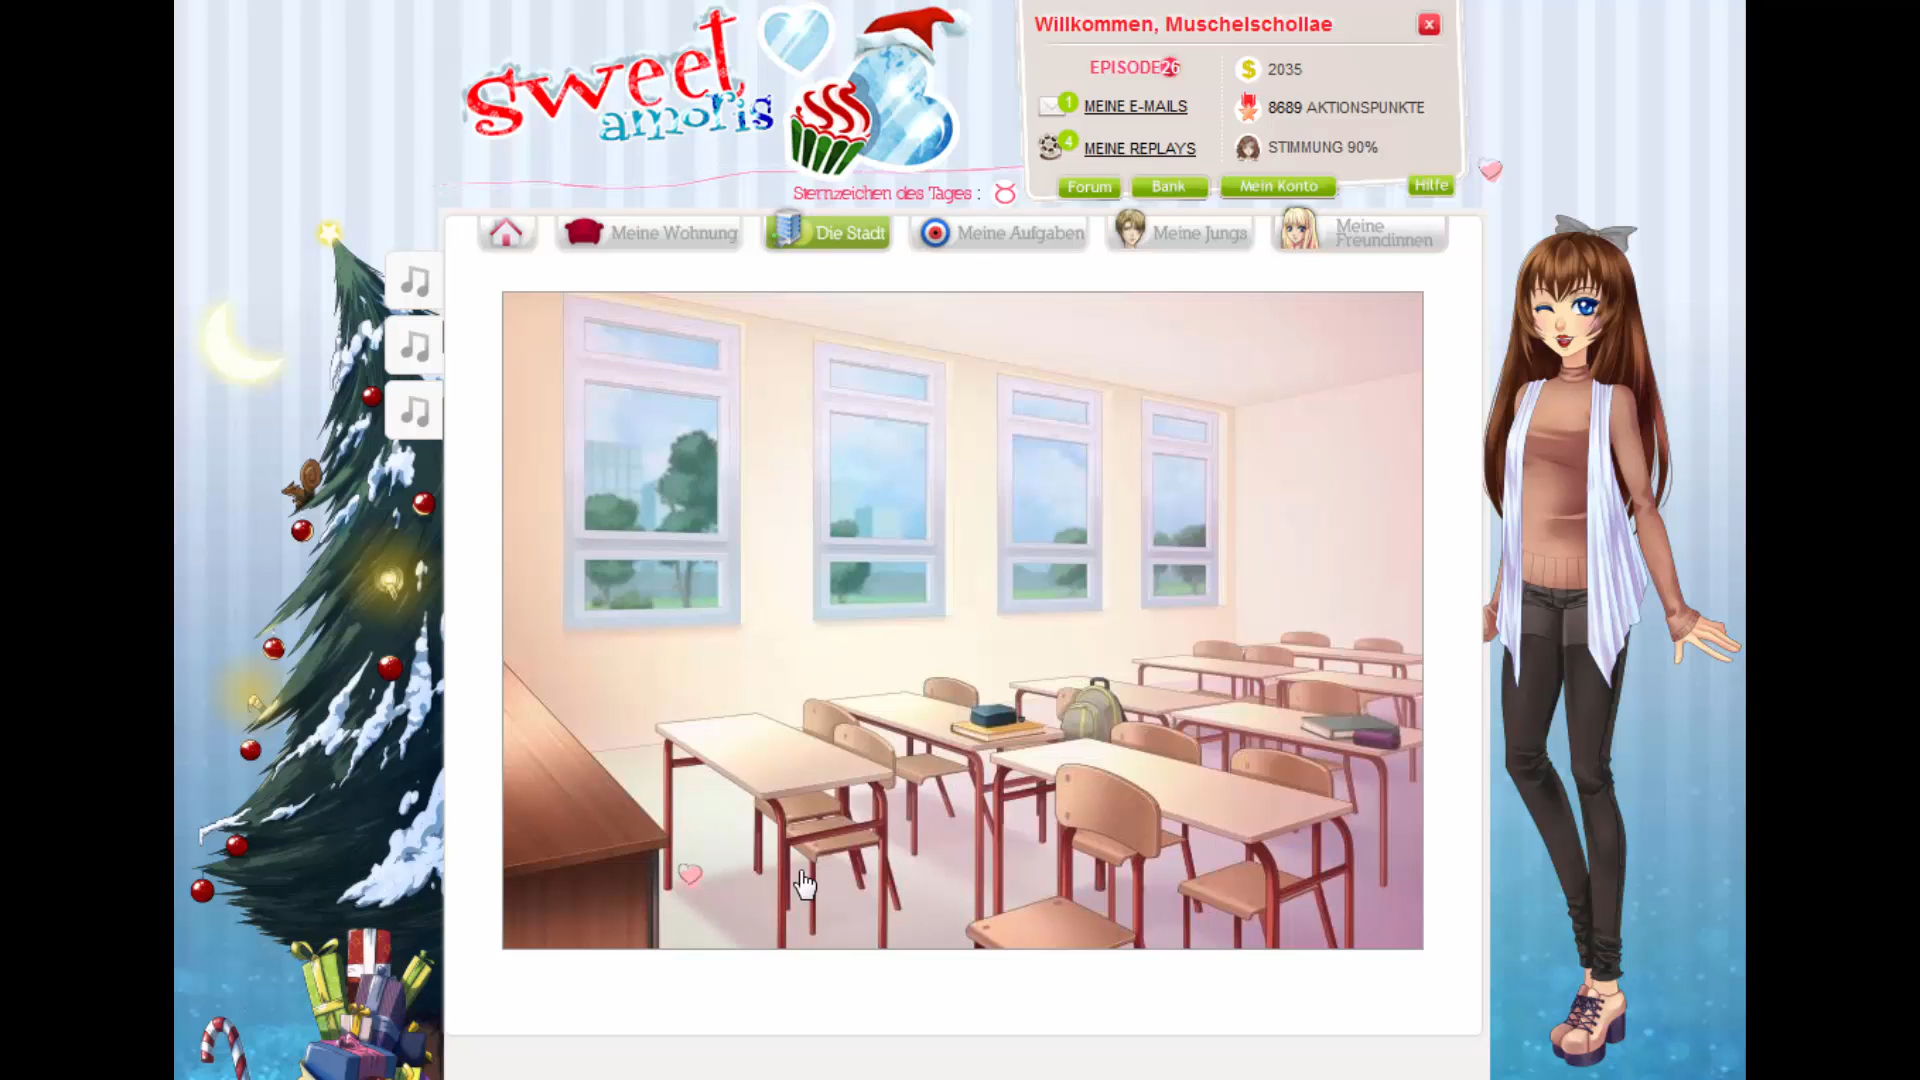 sweet
amoris
Willkommen, Muschelschollae
x
EPISODE 26
2035
1
MEINE E-MAILS
8689 AKTIONSPUNKTE
4
MEINE REPLAYS
STIMMUNG 90%
Sternzeichen des Tages :
Forum
Bank
Mein Konto
Hilfe
Meine Wohnung
Die Stadt
Meine Aufgaben
Meine Jungs
Meine
Freundinnen